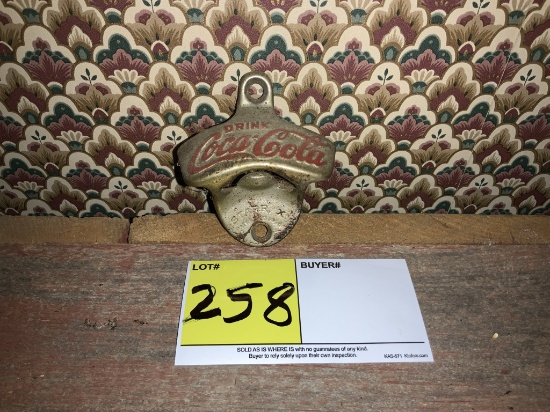 DRINK
Coca-Cola
LOT# BUYER#
258
SOLD AS IS WHERE IS with no guarantees of any kind.
Buyer to rely solely upon their own inspection.